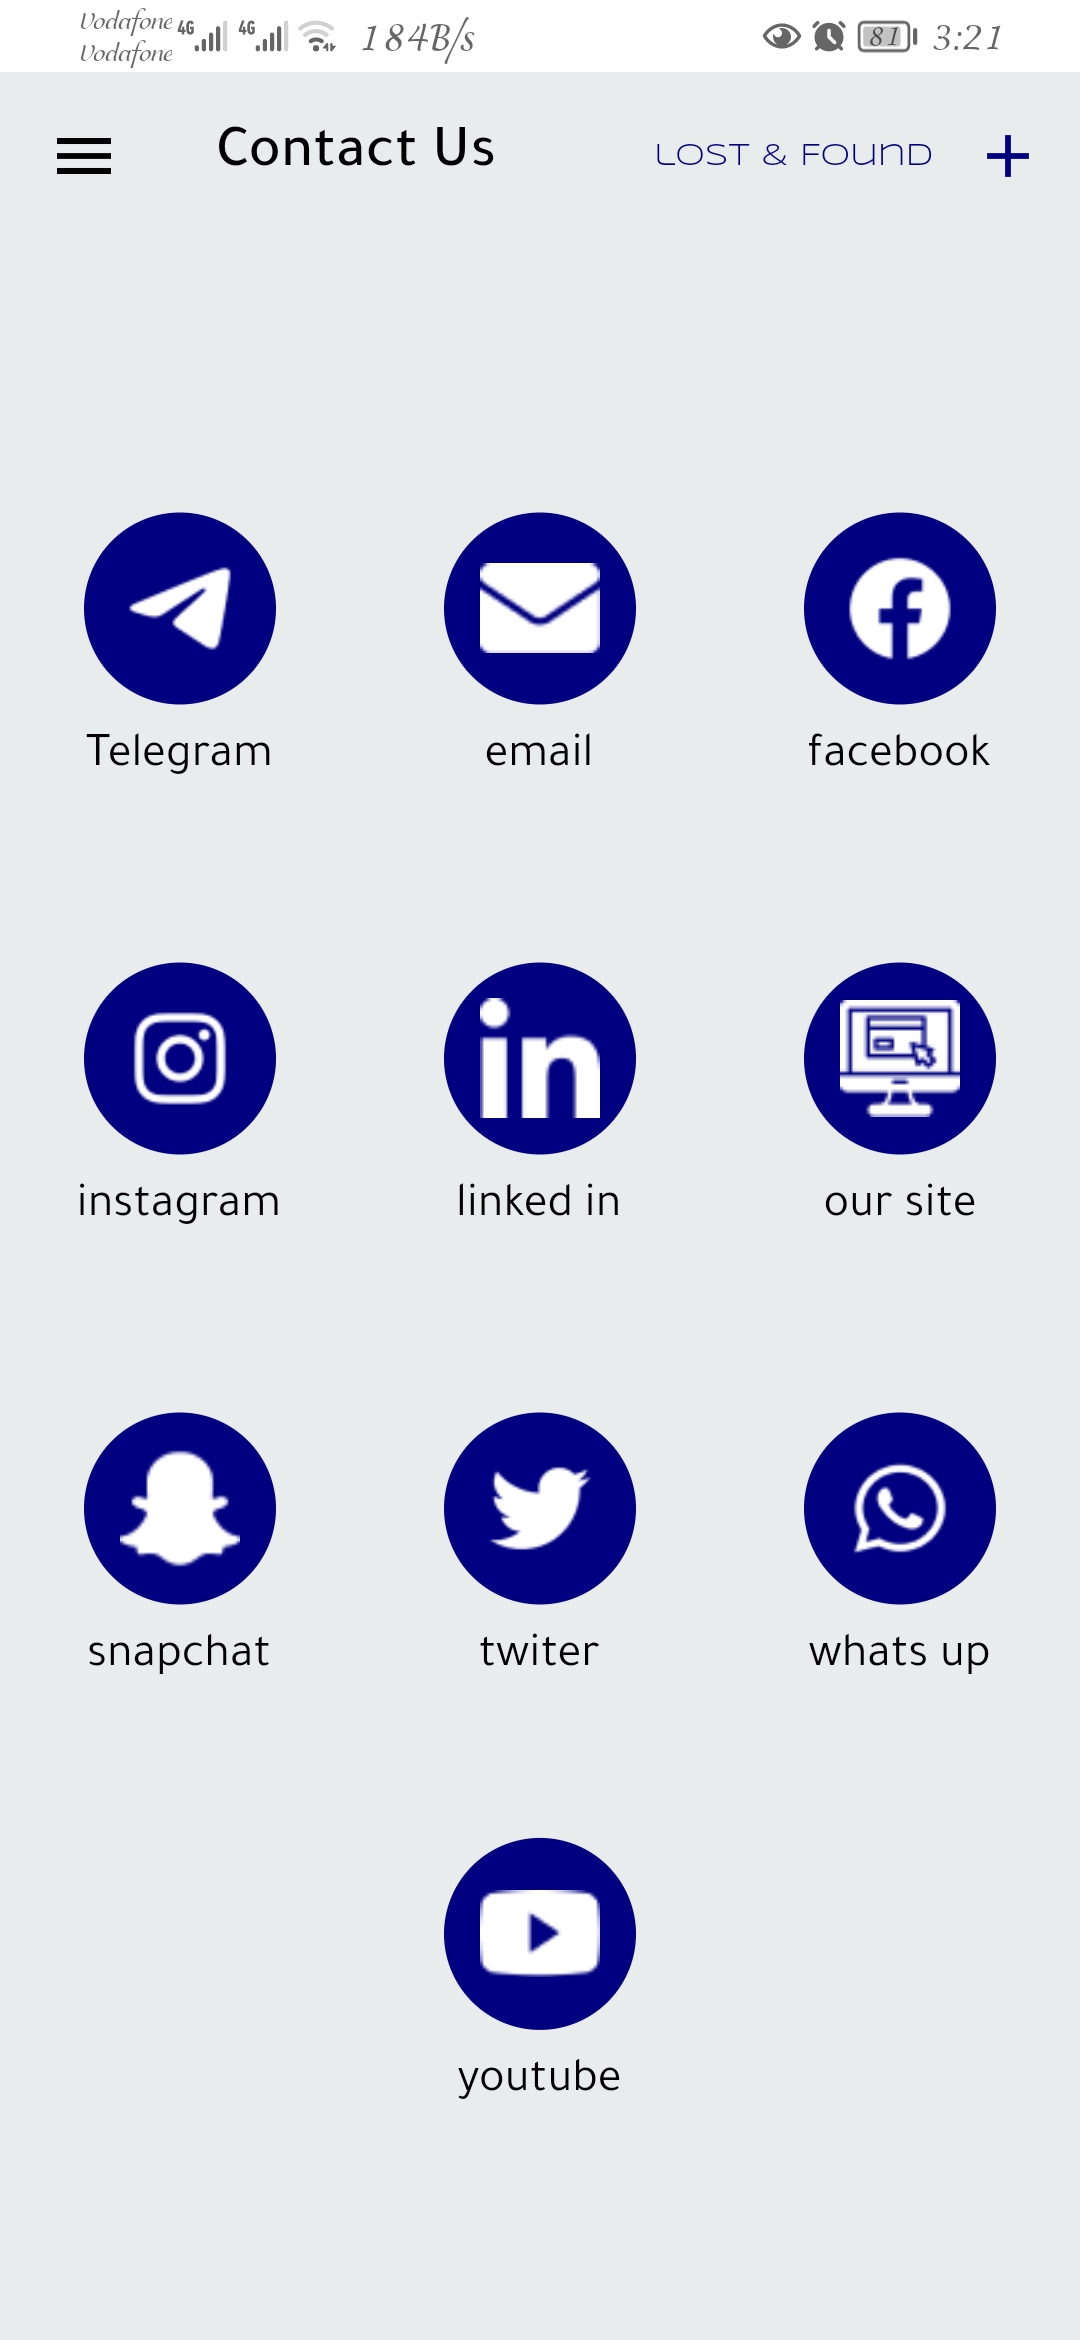 Vodafone 4G 4G 184B/s 81 3:21
Vodafone
Contact Us LOST & FOUND
Telegram email facebook
instagram linked in our site
snapchat twiter whats up
youtube